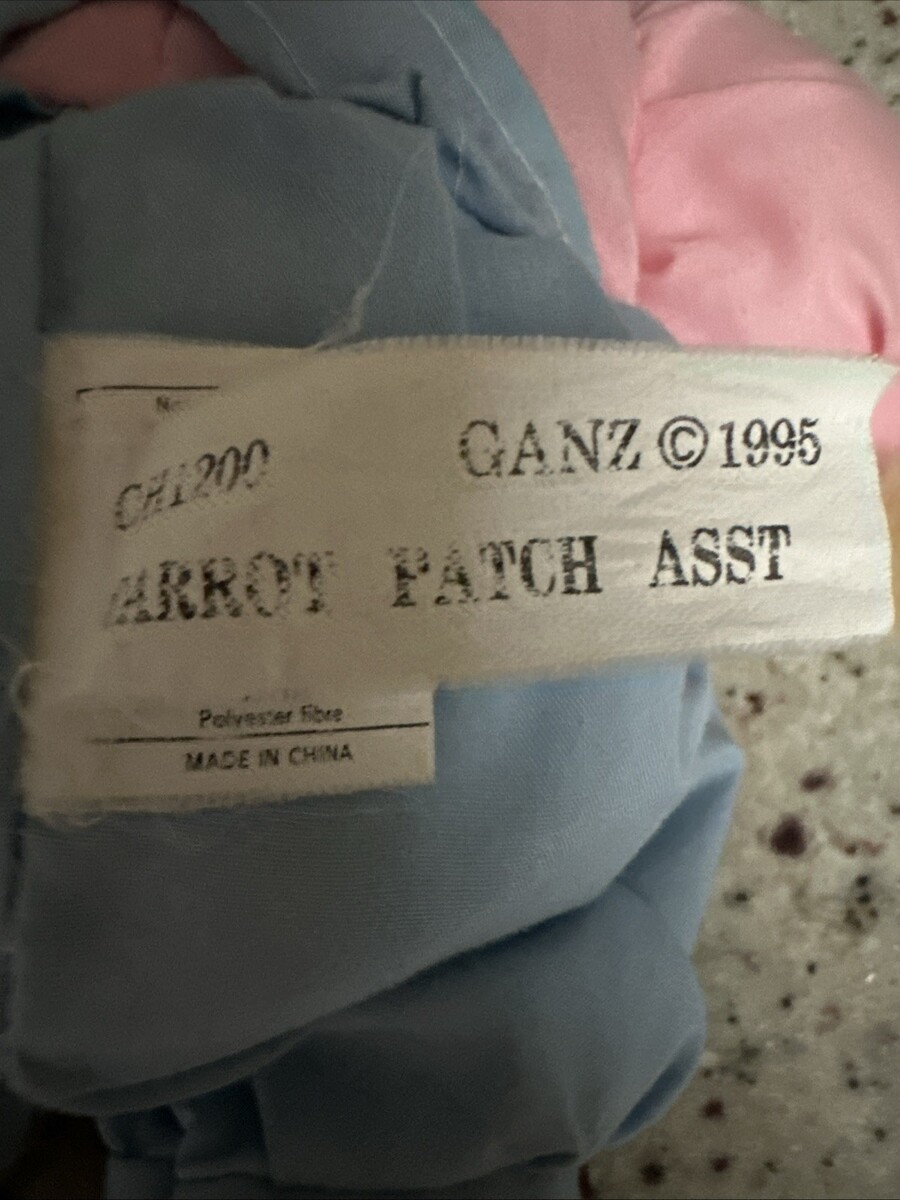 GANZ © 1995
CH1200
ARROT PATCH ASST
Polyester fibre
MADE IN CHINA